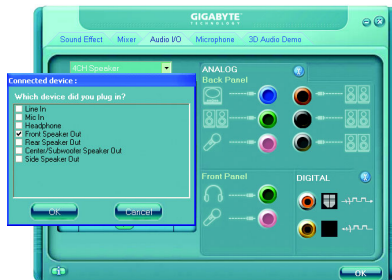 GIGABYTE
TECHNOLOGY
Sound Effect Mixer Audio I/O Microphone 3D Audio Demo
4CH Speaker
ANALOG
Back Panel
Connected device :
Which device did you plug in?
Line In
Mic In
Headphone
Front Speaker Out
Rear Speaker Out
Center/Subwoofer Speaker Out
Side Speaker Out
OK Cancel
Front Panel
DIGITAL
OK